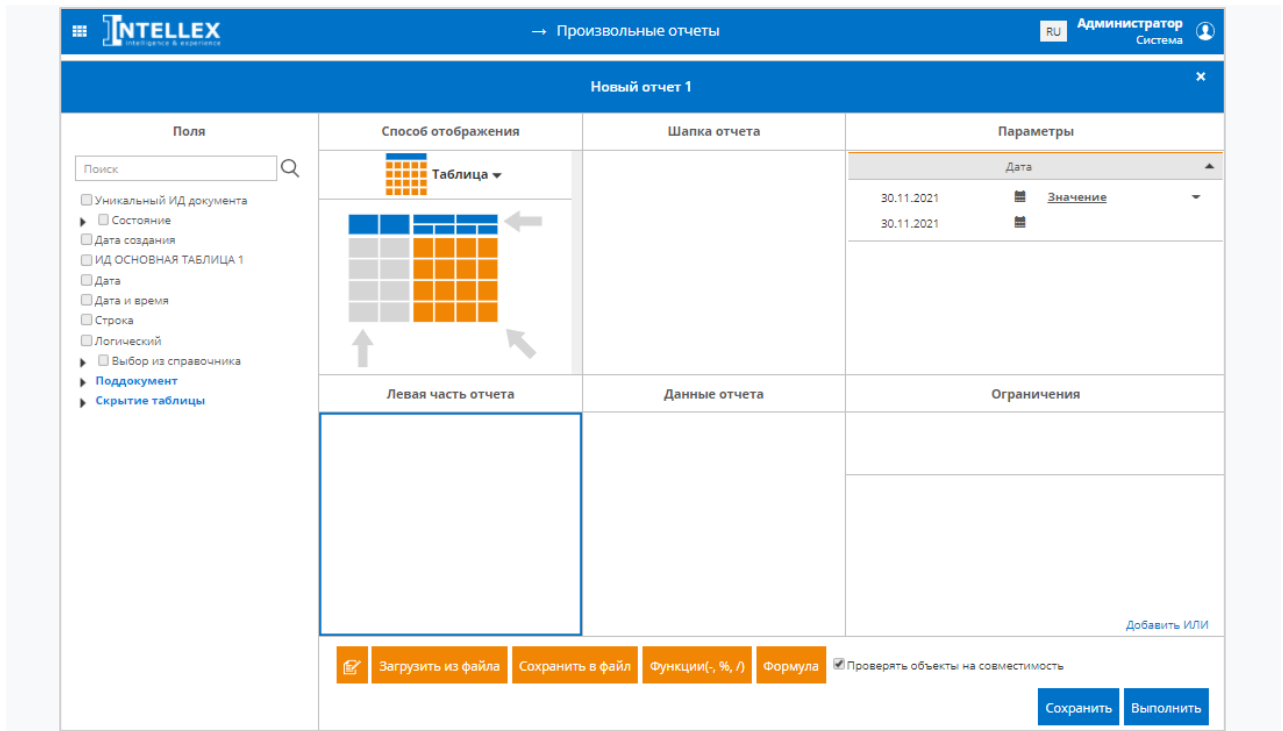 INTELLEX
intelligence & experience
→ Произвольные отчеты
RU
Администратор
Система
Новый отчет 1
Поля
Способ отображения
Шапка отчета
Параметры
Поиск
Таблица
Дата
30.11.2021
Значение
30.11.2021
Уникальный ИД документа
Состояние
Дата создания
ИД ОСНОВНАЯ ТАБЛИЦА 1
Дата
Дата и время
Строка
Логический
Выбор из справочника
Поддокумент
Скрытие таблицы
Левая часть отчета
Данные отчета
Ограничения
Добавить ИЛИ
Загрузить из файла
Сохранить в файл
Функции(-, %, /)
Формула
Проверять объекты на совместимость
Сохранить
Выполнить